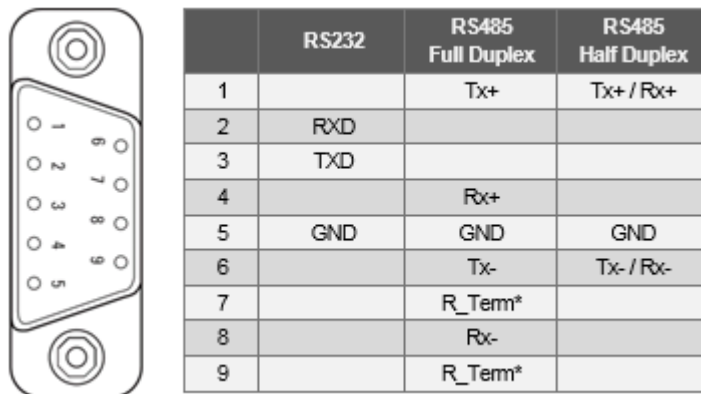 1
2
3
4
5
6
7
8
9
RS232 RS485 Full Duplex RS485 Half Duplex
1 Tx+ Tx+ / Rx+
2 RXD
3 TXD
4 Rx+
5 GND GND GND
6 Tx- Tx- / Rx-
7 R_Term*
8 Rx-
9 R_Term*